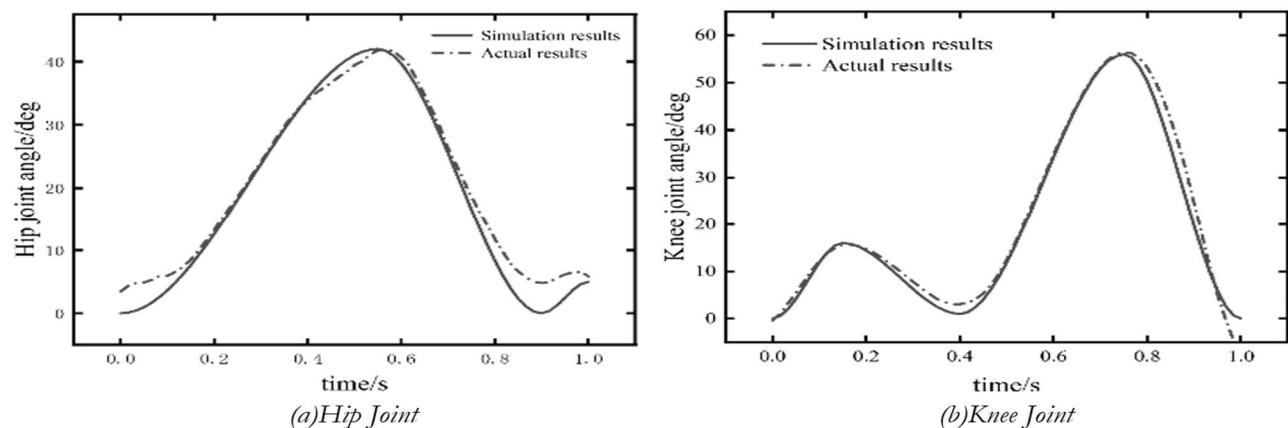 Simulation results
Actual results
40
30
20
10
0
Hip joint angle/deg
0.0 0.2 0.4 0.6 0.8 1.0
time/s
(a)Hip Joint
Simulation results
Actual results
60
50
40
30
20
10
0
Knee joint angle/deg
0.0 0.2 0.4 0.6 0.8 1.0
time/s
(b)Knee Joint